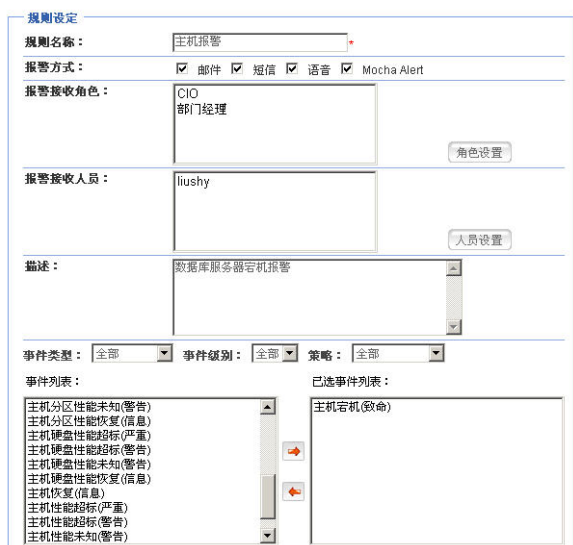 规则设定
规则名称： 主机报警 *
报警方式： 邮件 短信 语音 Mocha Alert
报警接收角色： CIO
部门经理
角色设置
报警接收人员： liushy
人员设置
描述： 数据库服务器宕机报警
事件类型： 全部 事件级别： 全部 策略： 全部
事件列表： 已选事件列表：
主机分区性能未知(警告) 主机宕机(致命)
主机分区性能恢复(信息)
主机硬盘性能超标(严重)
主机硬盘性能超标(警告)
主机硬盘性能未知(警告)
主机硬盘性能恢复(信息)
主机恢复(信息)
主机性能超标(严重)
主机性能超标(警告)
主机性能未知(警告)